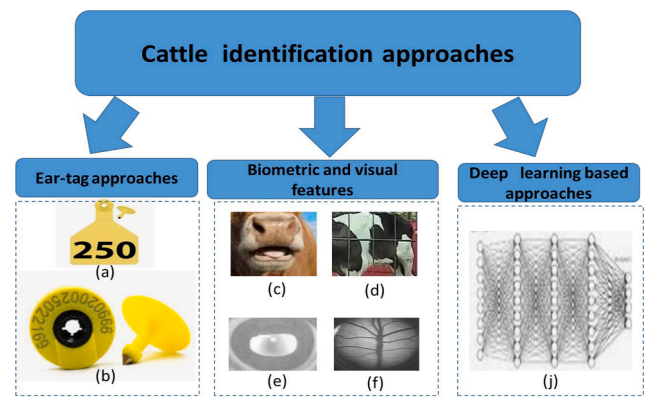 Cattle identification approaches
Ear-tag approaches
Biometric and visual
features
Deep learning based
approaches
250
(a)
(b)
(c)
(d)
(e)
(f)
(j)